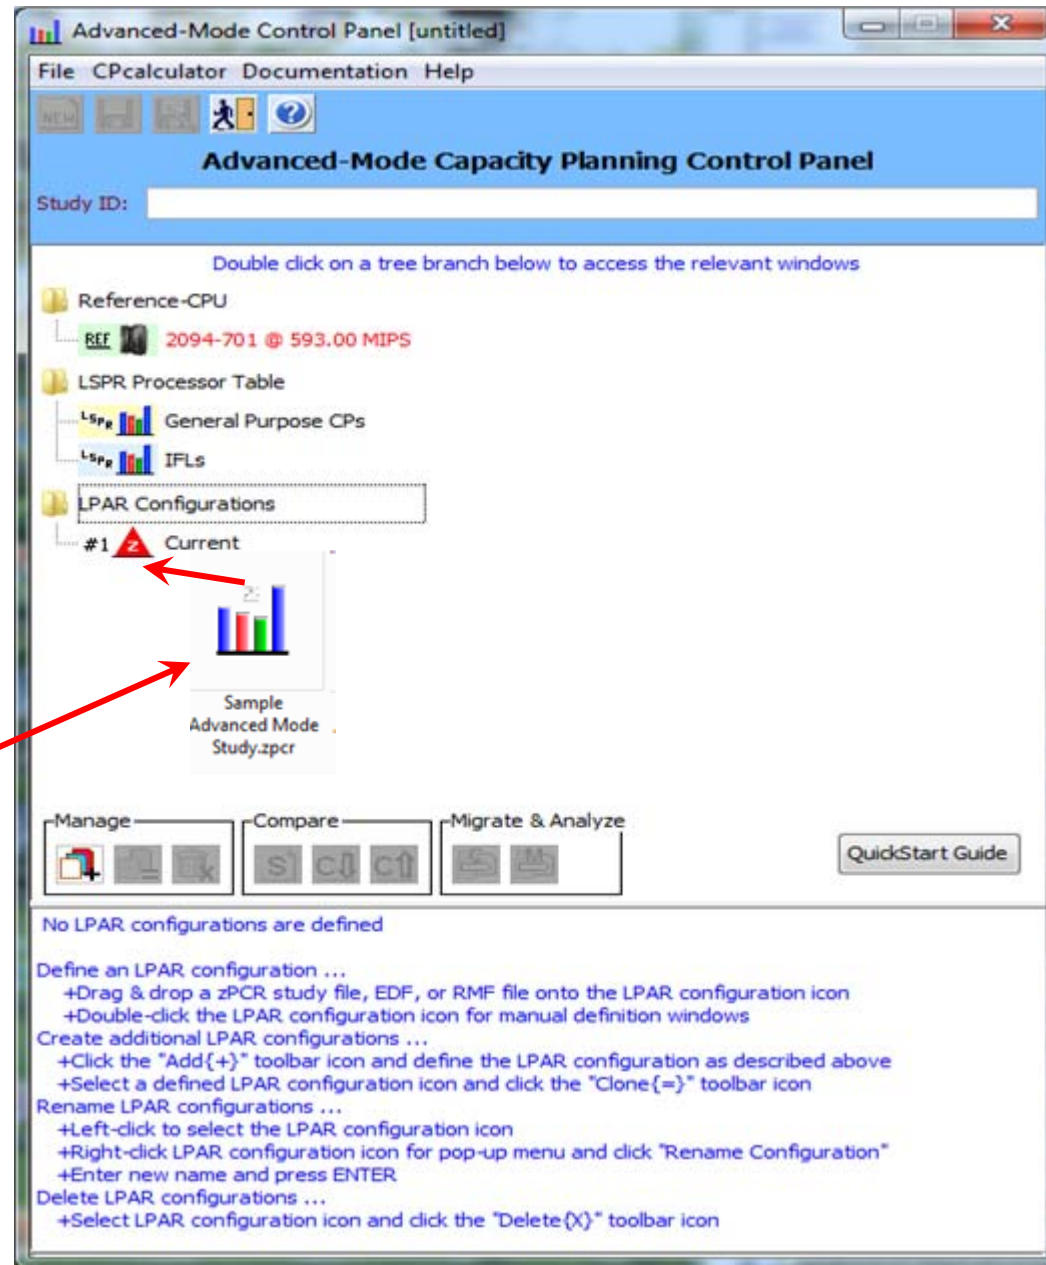 Advanced-Mode Control Panel [untitled]
File CPcalculator Documentation Help
NEW
Advanced-Mode Capacity Planning Control Panel
Study ID:
Double click on a tree branch below to access the relevant windows
Reference-CPU
REF 2094-701 @ 593.00 MIPS
LSPR Processor Table
LSPR General Purpose CPs
LSPR IFLs
LPAR Configurations
#1 z Current
Sample
Advanced Mode
Study.zpcr
Manage Compare Migrate & Analyze
S C C
QuickStart Guide
No LPAR configurations are defined
Define an LPAR configuration ...
+Drag & drop a zPCR study file, EDF, or RMF file onto the LPAR configuration icon
+Double-click the LPAR configuration icon for manual definition windows
Create additional LPAR configurations ...
+Click the "Add{+}" toolbar icon and define the LPAR configuration as described above
+Select a defined LPAR configuration icon and click the "Clone{=}" toolbar icon
Rename LPAR configurations ...
+Left-click to select the LPAR configuration icon
+Right-click LPAR configuration icon for pop-up menu and click "Rename Configuration"
+Enter new name and press ENTER
Delete LPAR configurations ...
+Select LPAR configuration icon and click the "Delete{X}" toolbar icon